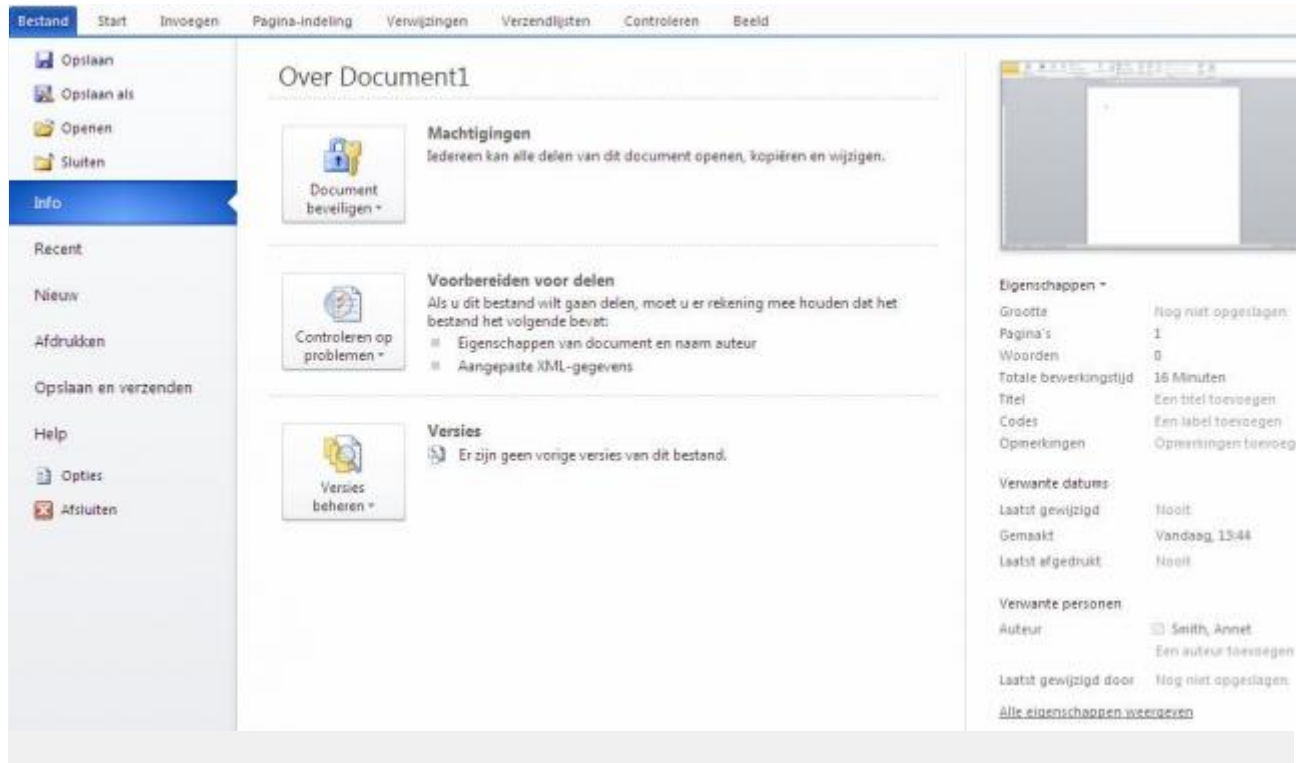 Bestand Start Invoegen Pagina-indeling Verwijzingen Verzendlijsten Controleren Beeld
Opslaan
Opslaan als
Openen
Sluiten
Info
Recent
Nieuw
Afdrukken
Opslaan en verzenden
Help
Opties
Afsluiten
Over Document1
Document
beveiligen
Machtigingen
Iedereen kan alle delen van dit document openen, kopiëren en wijzigen.
Controleren op
problemen
Voorbereiden voor delen
Als u dit bestand wilt gaan delen, moet u er rekening mee houden dat het
bestand het volgende bevat:
Eigenschappen van document en naam auteur
Aangepaste XML-gegevens
Versies
beheren
Versies
Er zijn geen vorige versies van dit bestand.
Eigenschappen
Grootte Nog niet opgeslagen
Pagina's 1
Woorden 0
Totale bewerkingstijd 16 Minuten
Titel Een titel toevoegen
Codes Een label toevoegen
Opmerkingen Opmerkingen toevoeg
Verwante datums
Laatst gewijzigd Nooit
Gemaakt Vandaag, 13:44
Laatst afgedrukt Nooit
Verwante personen
Auteur Smith, Annet
Een auteur toevoegen
Laatst gewijzigd door Nog niet opgeslagen
Alle eigenschappen weergeven